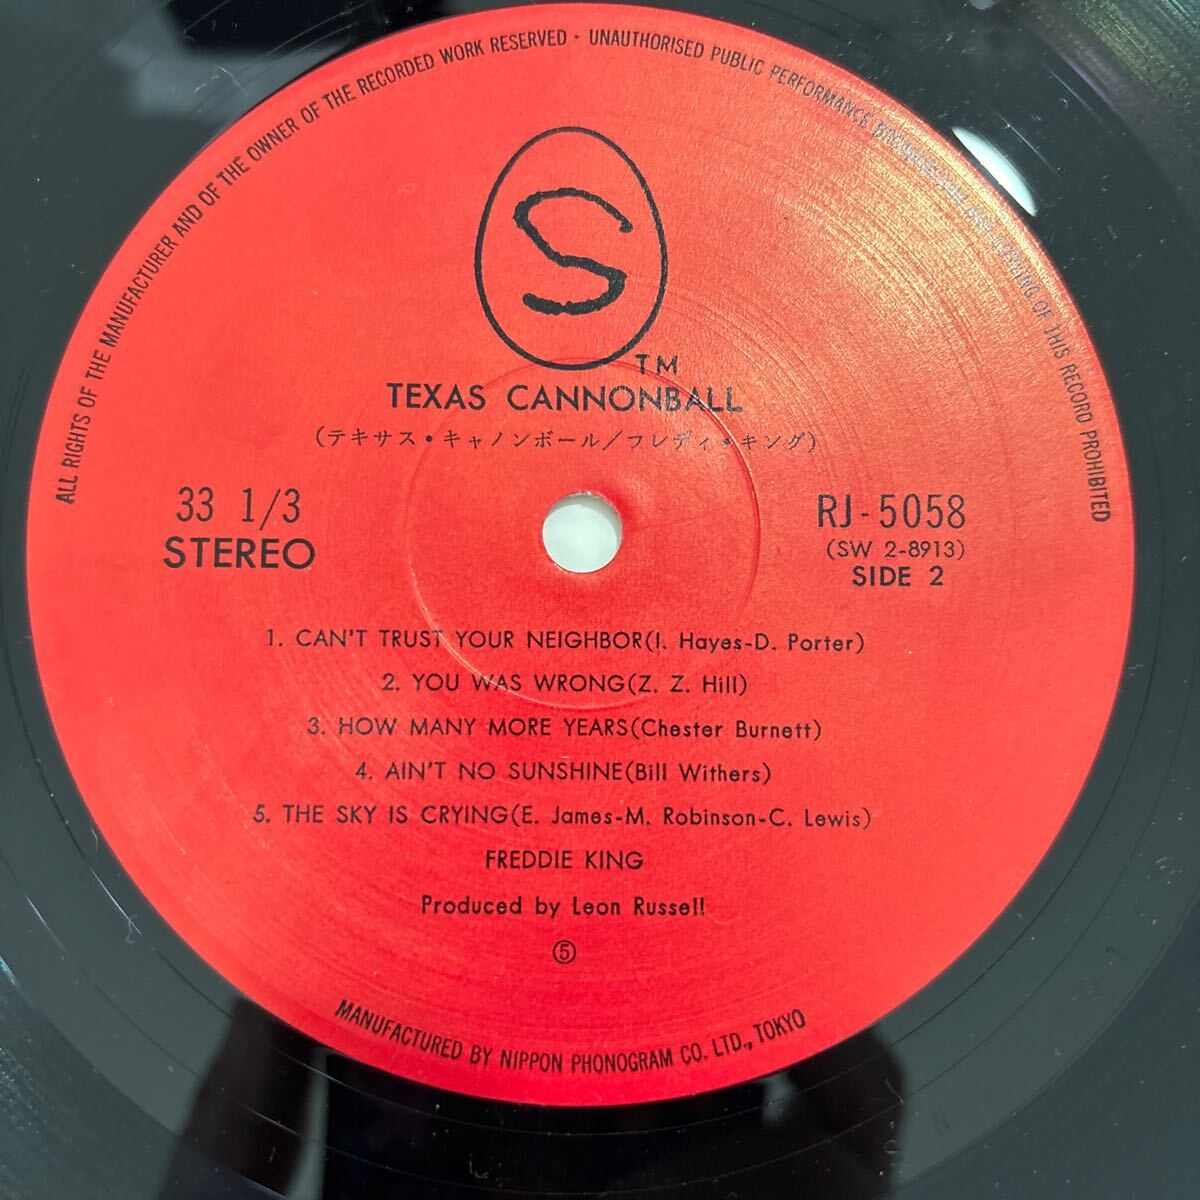 ALL RIGHTS OF THE MANUFACTURER AND OF THE OWNER OF THE RECORDED WORK RESERVED · UNAUTHORISED PUBLIC PERFORMANCE BROADCASTING AND COPYING OF THIS RECORD PROHIBITED
S
TM
TEXAS CANNONBALL
(テキサス・キャノンボール/フレディ・キング)
33 1/3
STEREO
RJ-5058
(SW 2-8913)
SIDE 2
1. CAN'T TRUST YOUR NEIGHBOR(I. Hayes-D. Porter)
2. YOU WAS WRONG(Z. Z. Hill)
3. HOW MANY MORE YEARS(Chester Burnett)
4. AIN'T NO SUNSHINE(Bill Withers)
5. THE SKY IS CRYING(E. James-M. Robinson-C. Lewis)
FREDDIE KING
Produced by Leon Russell
⑤
MANUFACTURED BY NIPPON PHONOGRAM CO. LTD., TOKYO